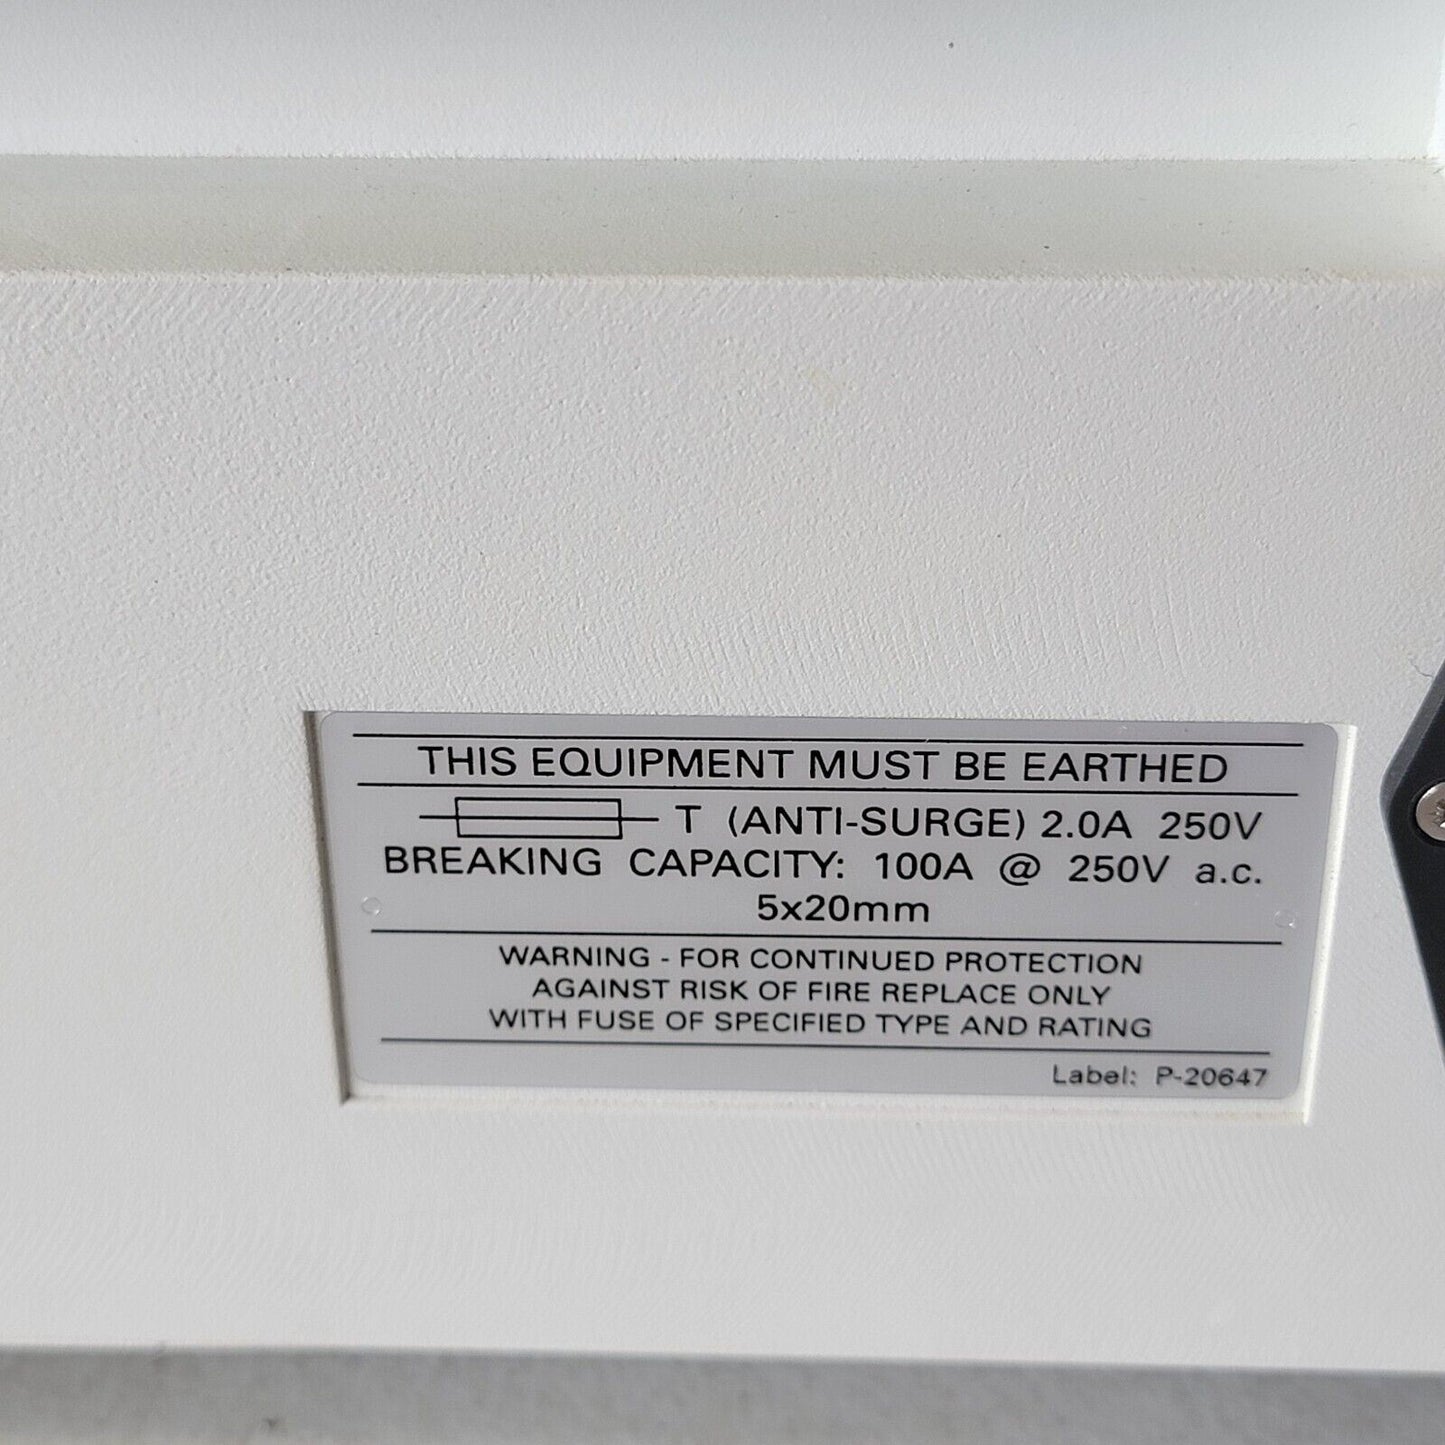 THIS EQUIPMENT MUST BE EARTHED
T (ANTI-SURGE) 2.0A 250V
BREAKING CAPACITY: 100A @ 250V a.c.
5x20mm
WARNING - FOR CONTINUED PROTECTION
AGAINST RISK OF FIRE REPLACE ONLY
WITH FUSE OF SPECIFIED TYPE AND RATING
Label: P-20647